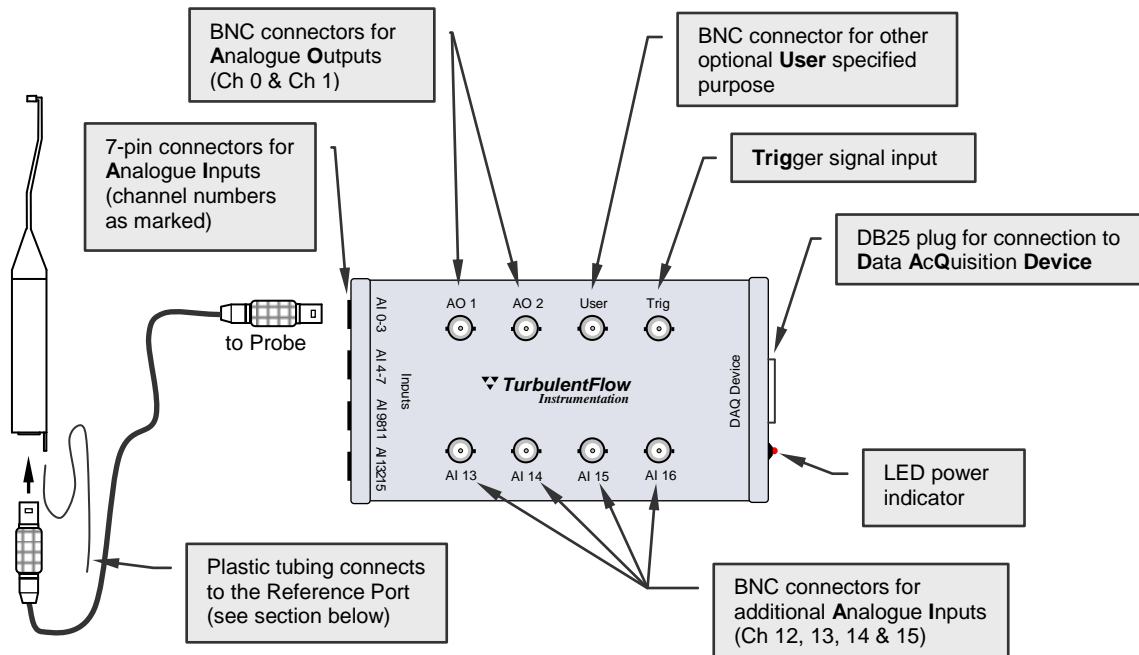 BNC connectors for
Analogue Outputs
(Ch 0 & Ch 1)
BNC connector for other
optional User specified
purpose
7-pin connectors for
Analogue Inputs
(channel numbers
as marked)
Trigger signal input
DB25 plug for connection to
Data AcQuisition Device
to Probe
AI 0-3
AI 4-7
AI 9811
AI 13215
Inputs
AO 1
AO 2
User
Trig
TurbulentFlow
Instrumentation
DAQ Device
AI 13
AI 14
AI 15
AI 16
LED power
indicator
Plastic tubing connects
to the Reference Port
(see section below)
BNC connectors for
additional Analogue Inputs
(Ch 12, 13, 14 & 15)